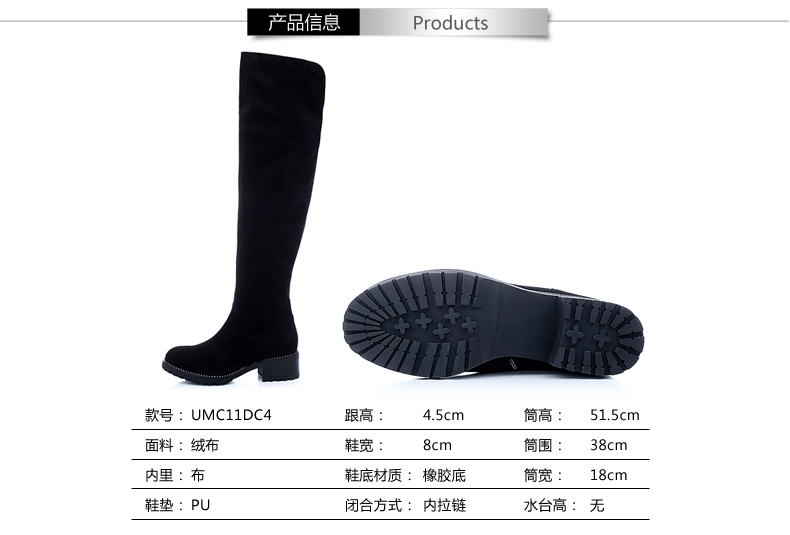 产品信息 Products
款号： UMC11DC4 跟高： 4.5cm 筒高： 51.5cm
面料： 绒布 鞋宽： 8cm 筒围： 38cm
内里： 布 鞋底材质： 橡胶底 筒宽： 18cm
鞋垫： PU 闭合方式： 内拉链 水台高： 无